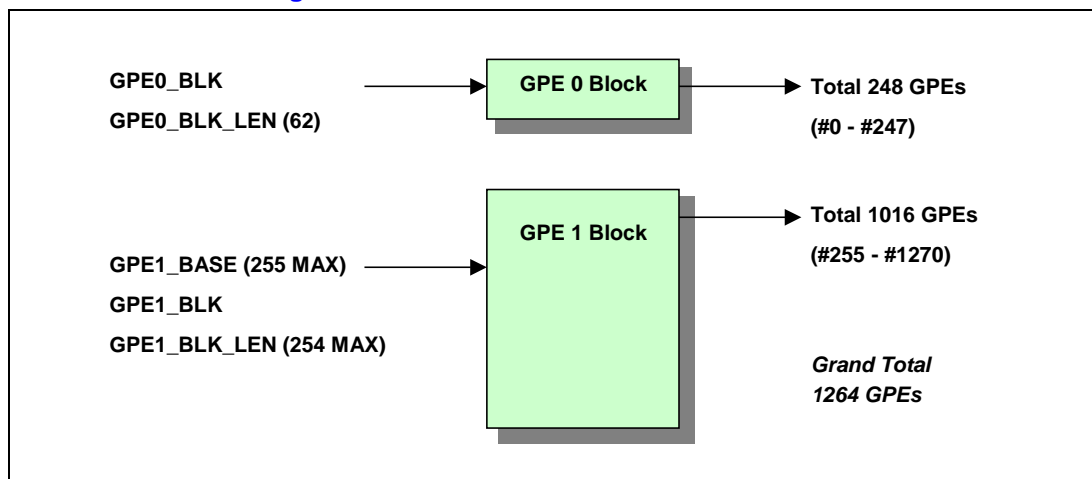 GPE0_BLK
GPE0_BLK_LEN (62)
GPE 0 Block
Total 248 GPEs
(#0 - #247)
GPE1_BASE (255 MAX)
GPE1_BLK
GPE1_BLK_LEN (254 MAX)
GPE 1 Block
Total 1016 GPEs
(#255 - #1270)
Grand Total
1264 GPEs